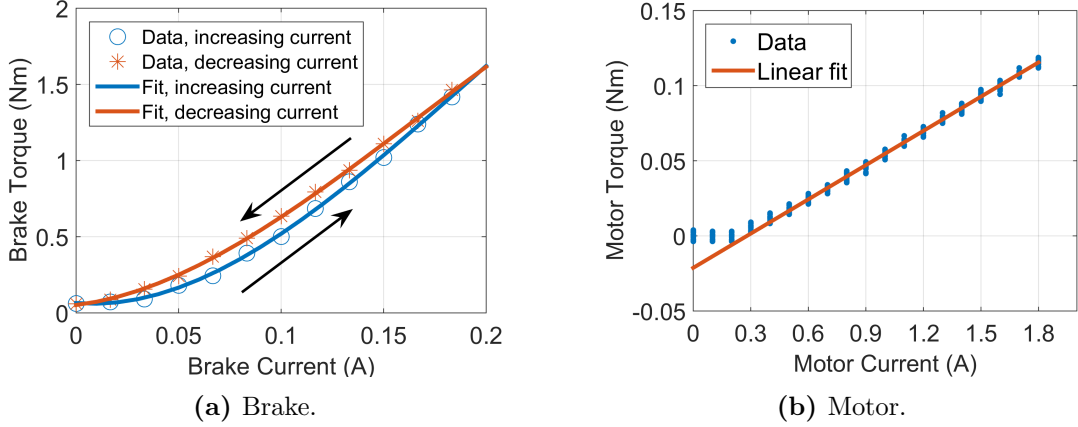 2
1.5
1
0.5
0
0
0.05
0.1
0.15
0.2
Brake Torque (Nm)
Brake Current (A)
Data, increasing current
Data, decreasing current
Fit, increasing current
Fit, decreasing current
(a) Brake.
0.15
0.1
0.05
0
-0.05
0
0.3
0.6
0.9
1.2
1.5
1.8
Motor Torque (Nm)
Motor Current (A)
Data
Linear fit
(b) Motor.